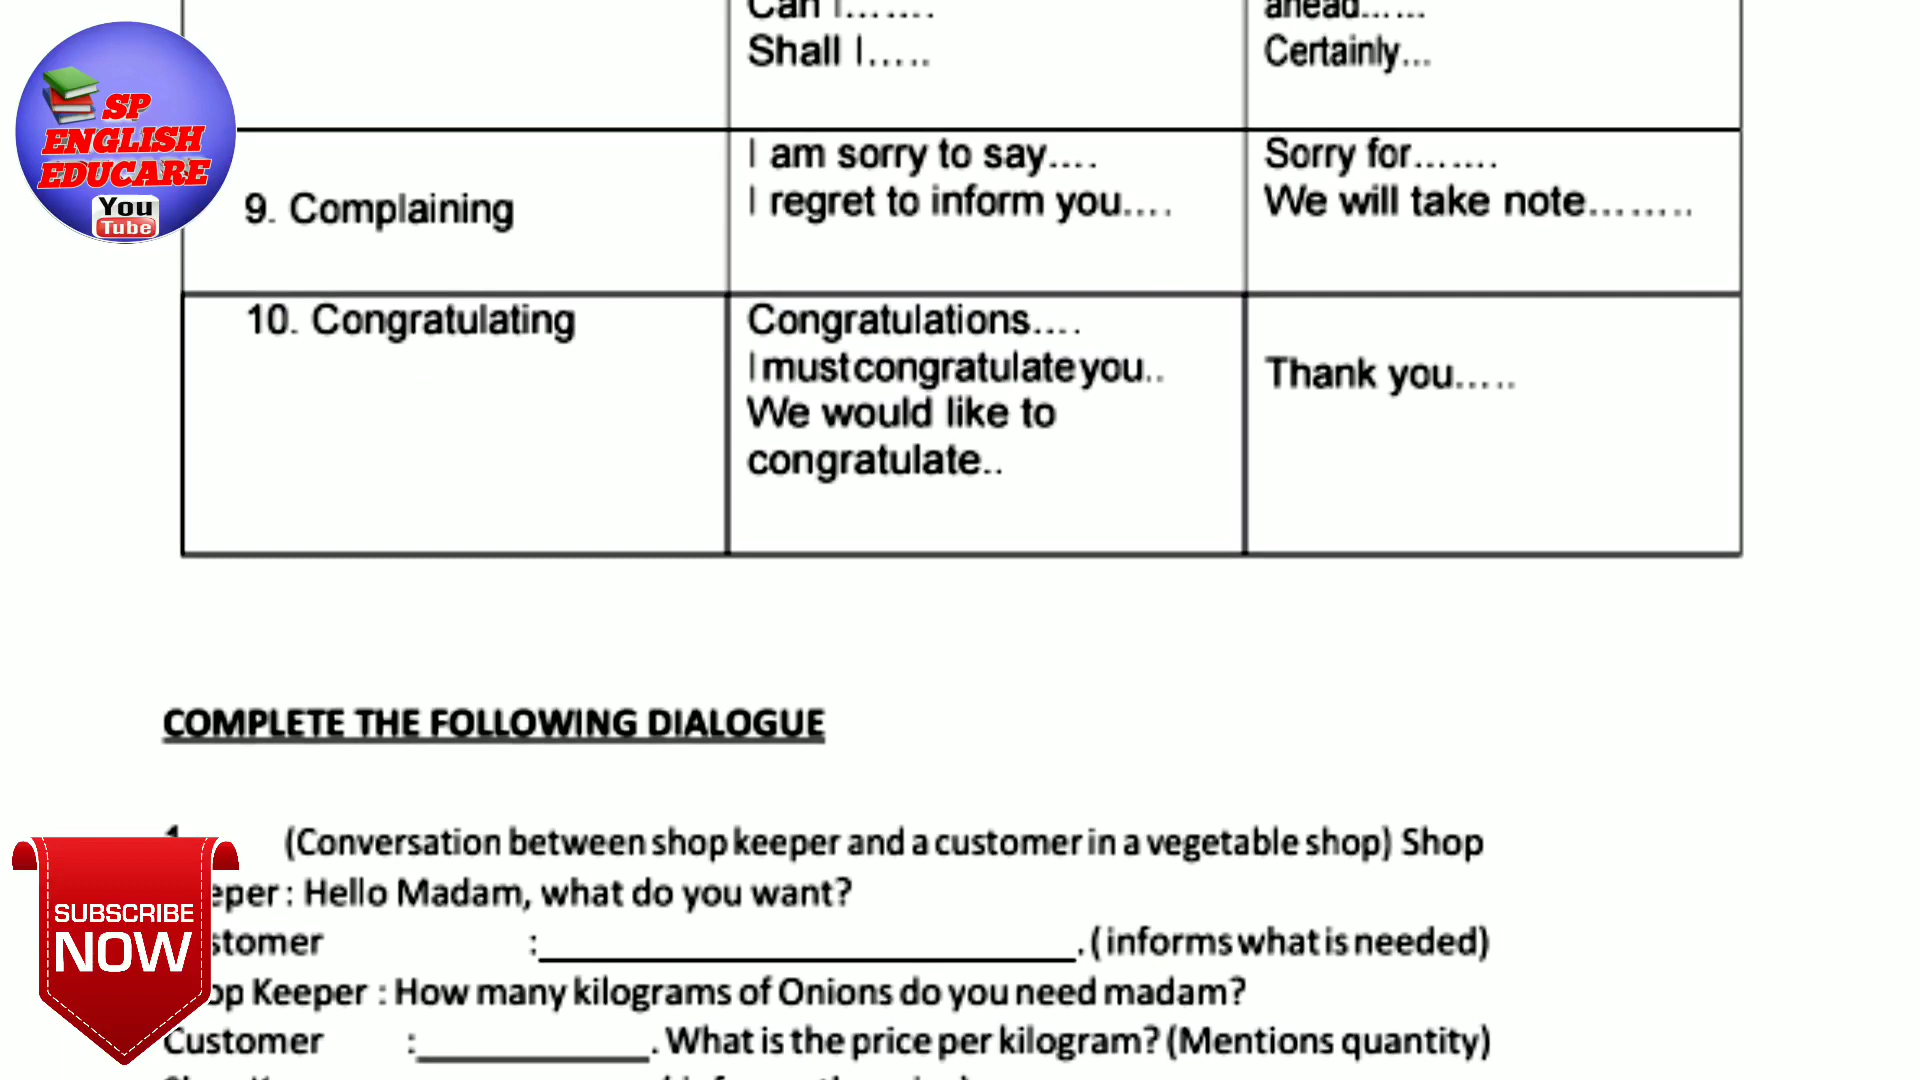 Can I.......
Shall I.....
ahead......
Certainly...
SP
ENGLISH
EDUCARE
You
Tube
9. Complaining
I am sorry to say....
I regret to inform you....
Sorry for.......
We will take note........
10. Congratulating
Congratulations....
I must congratulate you..
We would like to
congratulate..
Thank you.....
COMPLETE THE FOLLOWING DIALOGUE
(Conversation between shop keeper and a customer in a vegetable shop) Shop
eper : Hello Madam, what do you want?
stomer :____________________. ( informs what is needed)
op Keeper : How many kilograms of Onions do you need madam?
Customer :__________. What is the price per kilogram? (Mentions quantity)
SUBSCRIBE
NOW